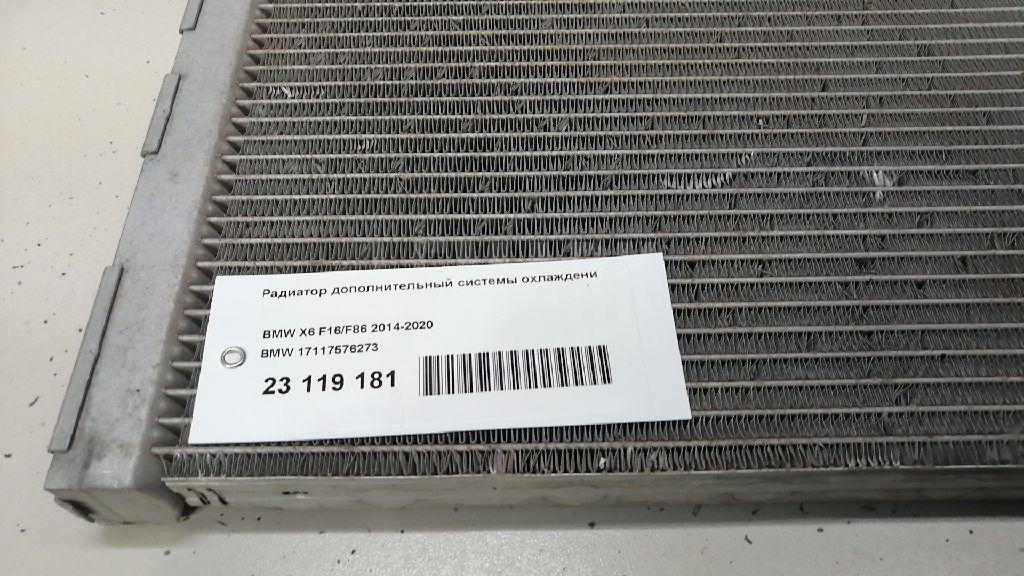 Радиатор дополнительный системы охлаждени
BMW X6 F16/F86 2014-2020
BMW 17117576273
23 119 181